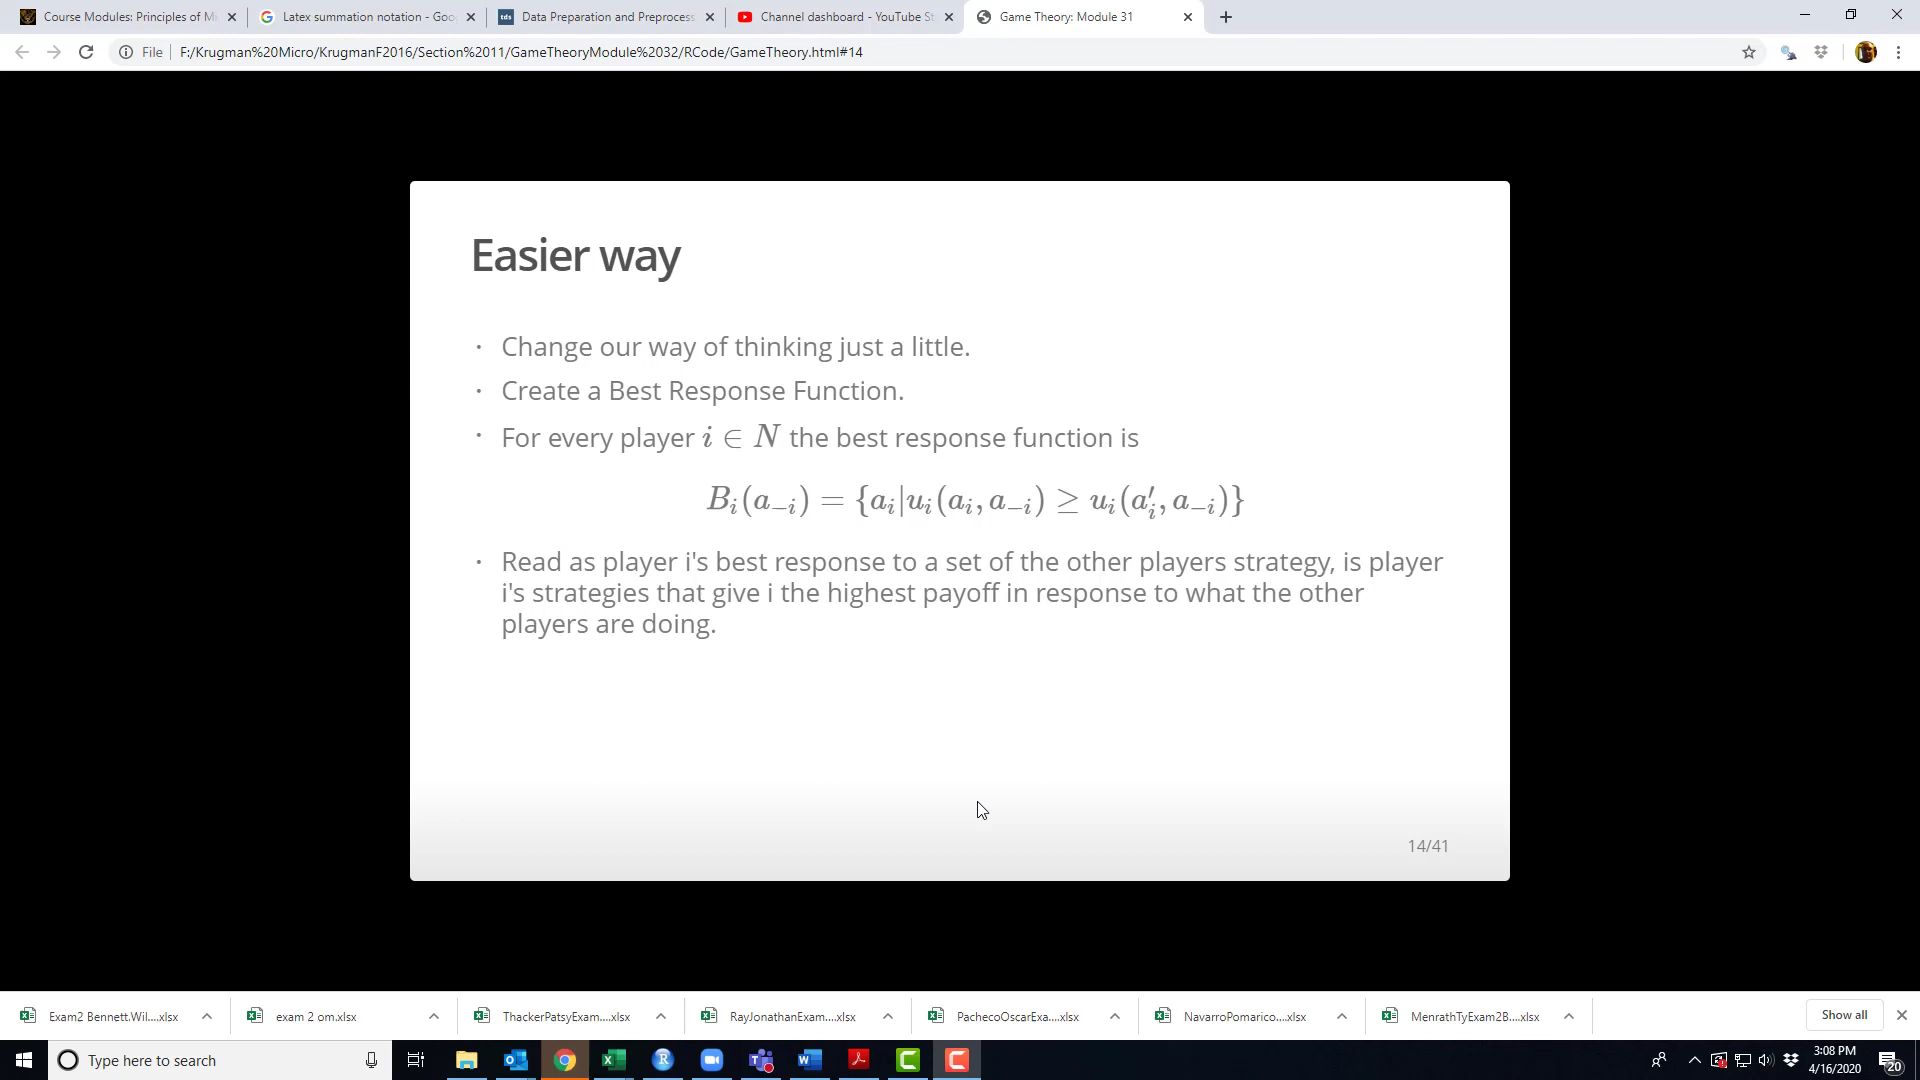 Course Modules: Principles of Mi
Latex summation notation - Goo
Data Preparation and Preprocess
Channel dashboard - YouTube St
Game Theory: Module 31
File
F:/Krugman%20Micro/KrugmanF2016/Section%2011/GameTheoryModule%2032/RCode/GameTheory.html#14
Easier way
· Change our way of thinking just a little.
· Create a Best Response Function.
· For every player i ∈ N the best response function is
B_i(a_{-i}) = {a_i|u_i(a_i, a_{-i}) ≥ u_i(a'_i, a_{-i})}
· Read as player i's best response to a set of the other players strategy, is player
i's strategies that give i the highest payoff in response to what the other
players are doing.
14/41
Exam2 Bennett.Wil....xlsx
exam 2 om.xlsx
ThackerPatsyExam....xlsx
RayJonathanExam....xlsx
PachecoOscarExa....xlsx
NavarroPomarico....xlsx
MenrathTyExam2B....xlsx
Show all
Type here to search
3:08 PM
4/16/2020
20